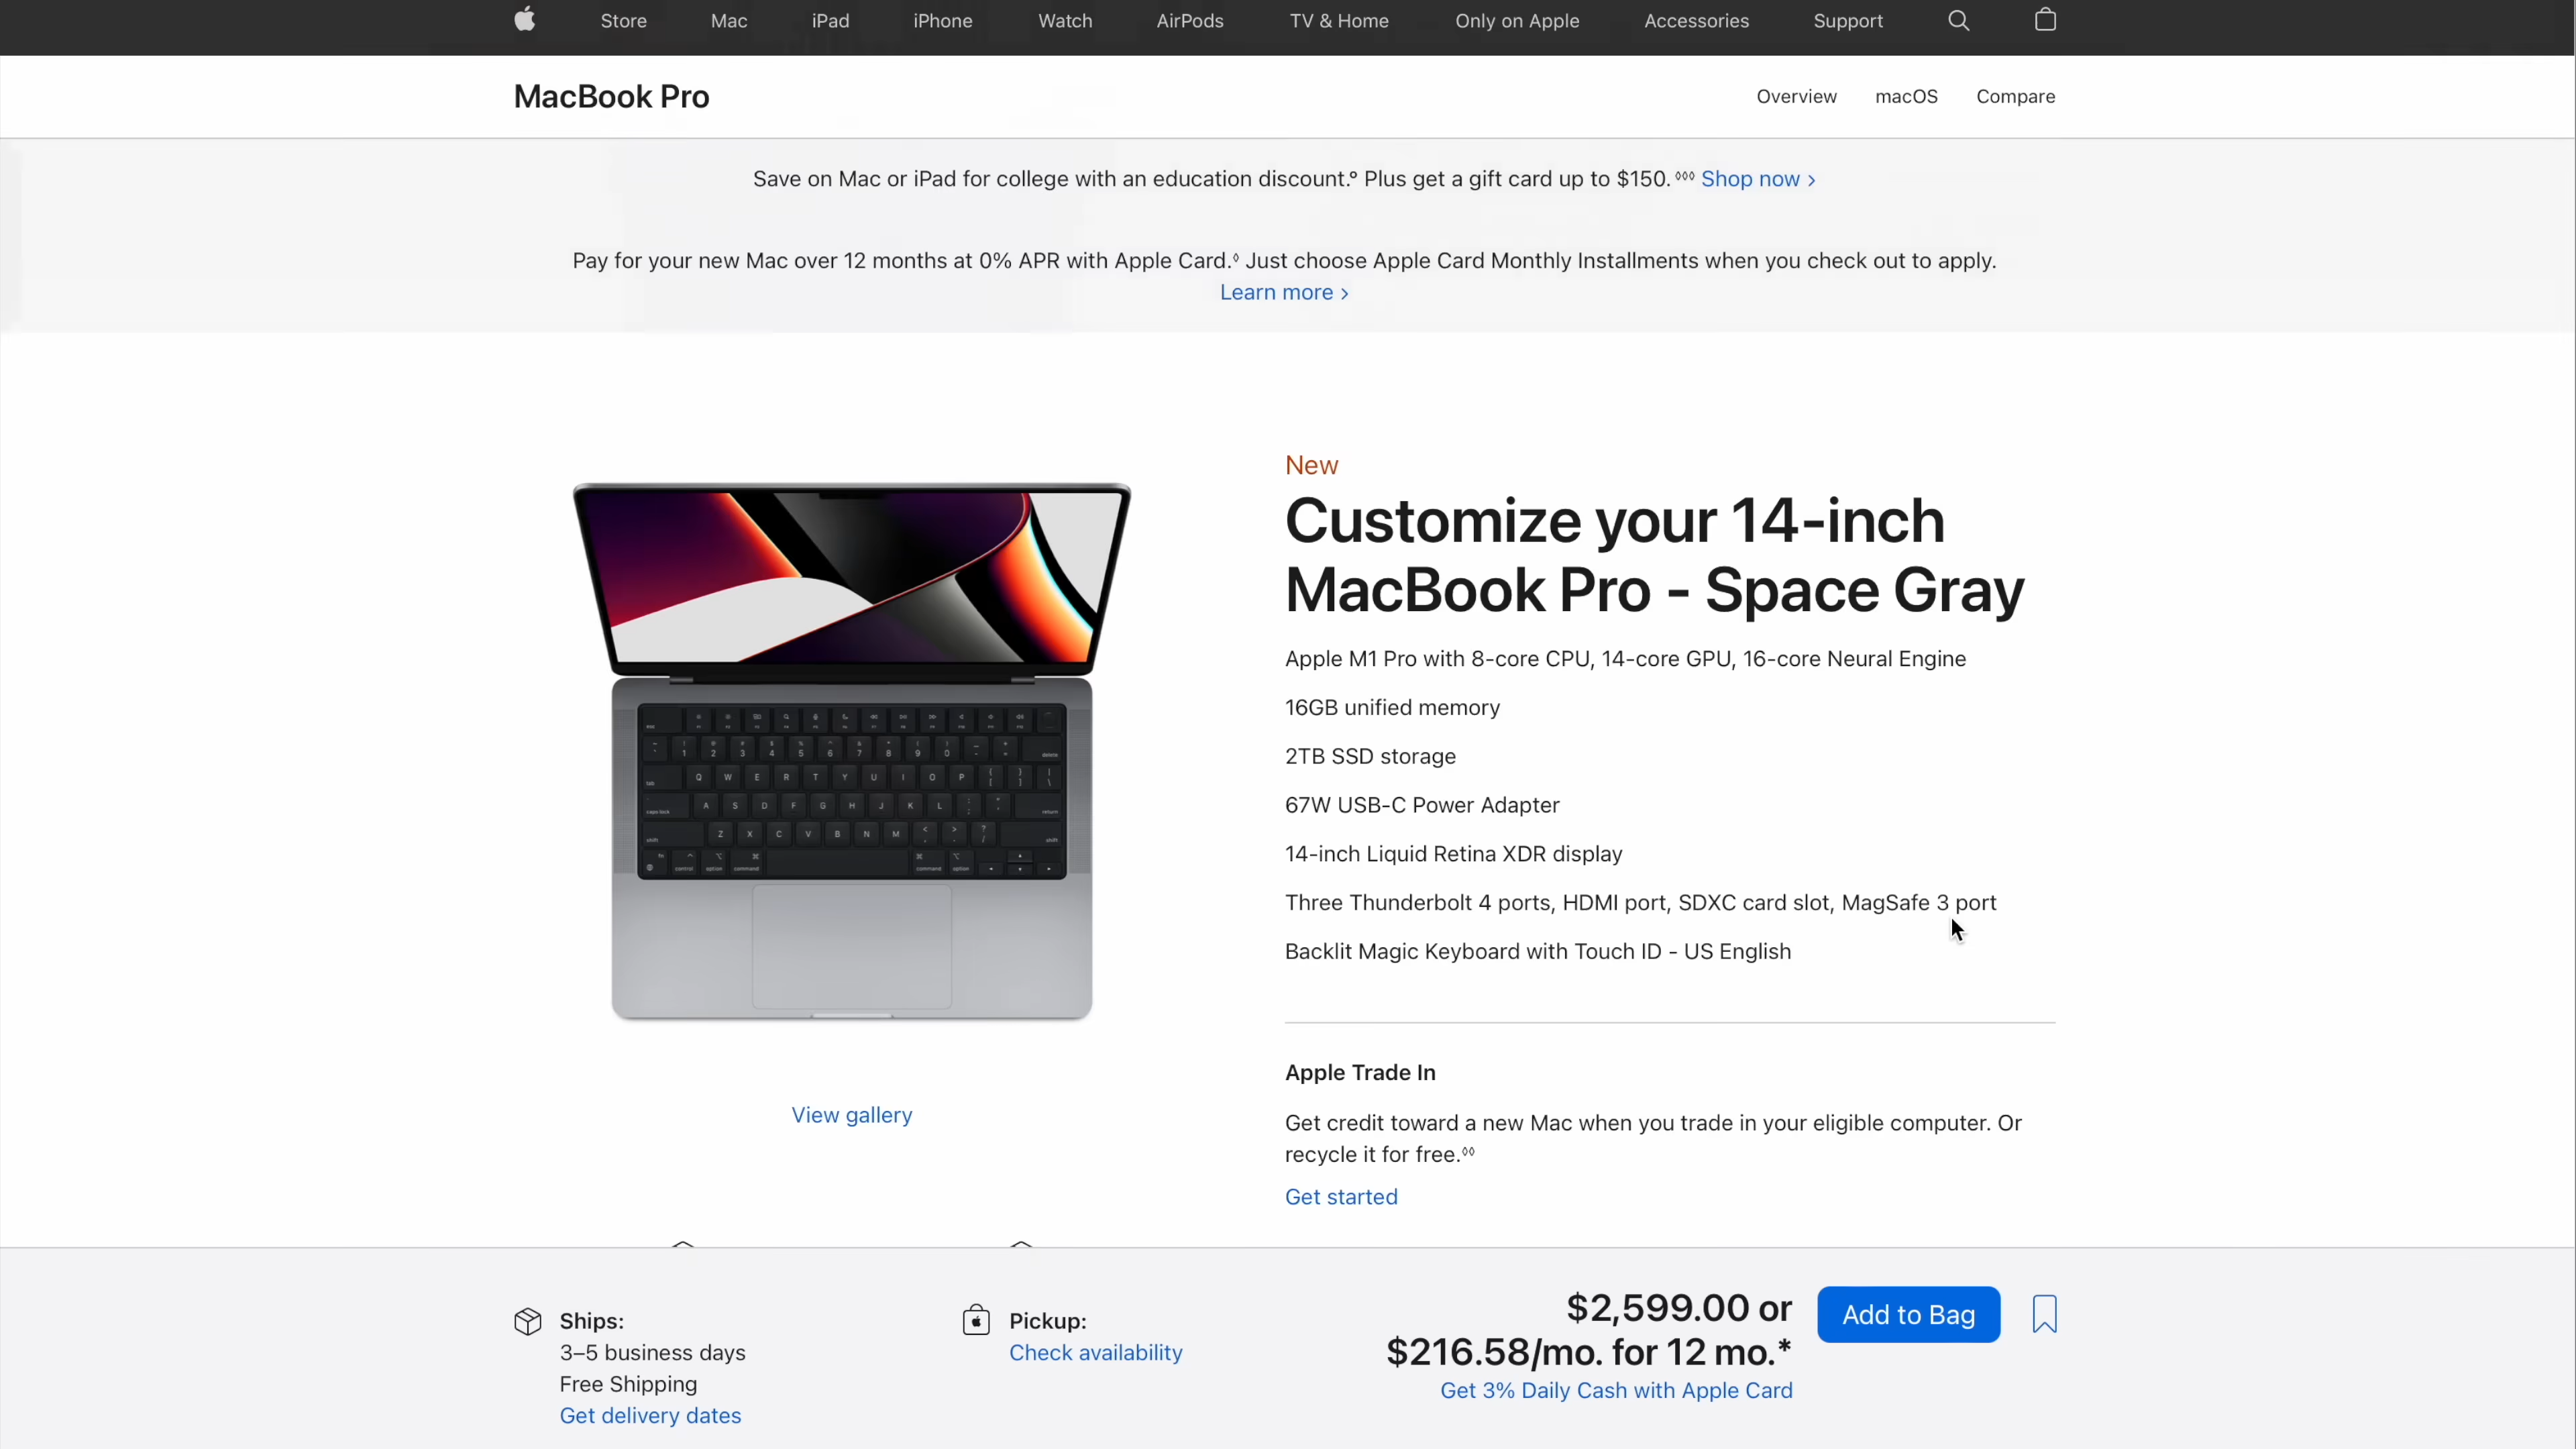 Store Mac iPad iPhone Watch AirPods TV & Home Only on Apple Accessories Support
MacBook Pro
Overview macOS Compare
Save on Mac or iPad for college with an education discount.° Plus get a gift card up to $150.◊◊◊ Shop now >
Pay for your new Mac over 12 months at 0% APR with Apple Card.◊ Just choose Apple Card Monthly Installments when you check out to apply.
Learn more >
New
Customize your 14-inch
MacBook Pro - Space Gray
Apple M1 Pro with 8-core CPU, 14-core GPU, 16-core Neural Engine
16GB unified memory
2TB SSD storage
67W USB-C Power Adapter
14-inch Liquid Retina XDR display
Three Thunderbolt 4 ports, HDMI port, SDXC card slot, MagSafe 3 port
Backlit Magic Keyboard with Touch ID - US English
View gallery
Apple Trade In
Get credit toward a new Mac when you trade in your eligible computer. Or
recycle it for free.◊◊
Get started
Ships:
3–5 business days
Free Shipping
Get delivery dates
Pickup:
Check availability
$2,599.00 or
$216.58/mo. for 12 mo.*
Get 3% Daily Cash with Apple Card
Add to Bag